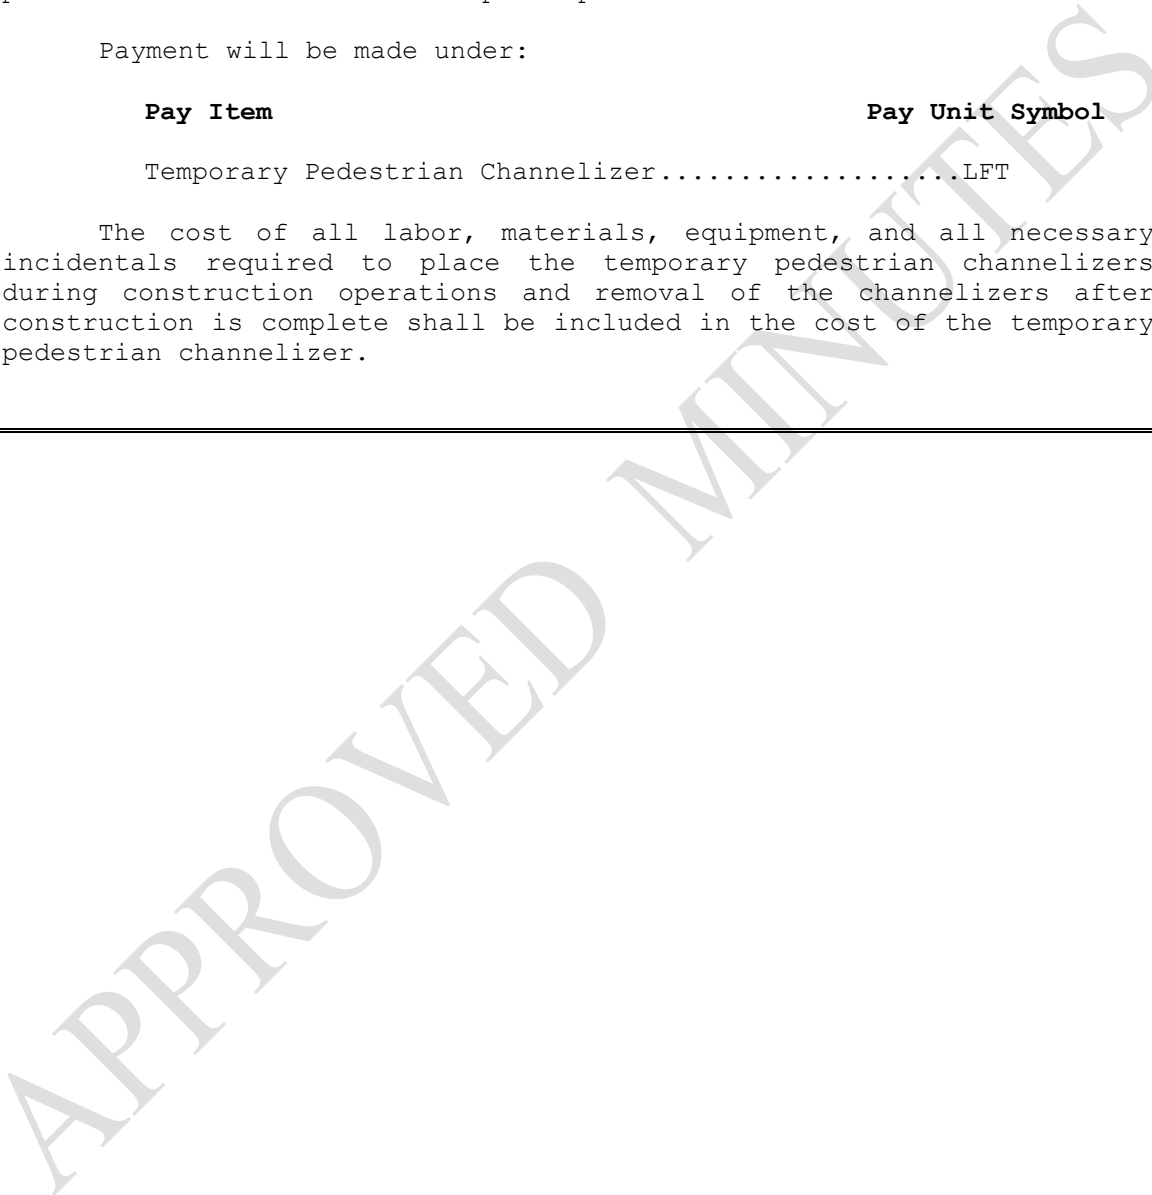 Payment will be made under:
Pay Item Pay Unit Symbol
Temporary Pedestrian Channelizer...................LFT
The cost of all labor, materials, equipment, and all necessary
incidentals required to place the temporary pedestrian channelizers
during construction operations and removal of the channelizers after
construction is complete shall be included in the cost of the temporary
pedestrian channelizer.
APPROVED MINUTES